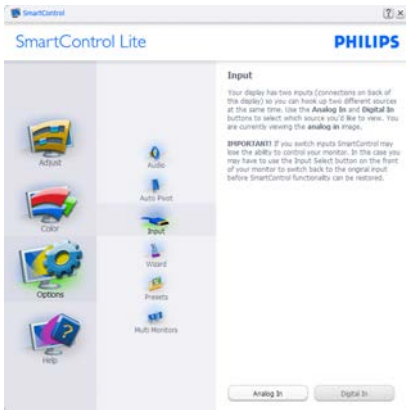 SmartControl
SmartControl Lite
PHILIPS
Adjust
Color
Options
Help
Audio
Auto Pivot
Input
Wizard
Presets
Multi Monitors
Input
Your display has two inputs (connections on back of
the display) so you can hook up two different sources
at the same time. Use the Analog In and Digital In
buttons to select which source you'd like to view. You
are currently viewing the analog in image.
IMPORTANT! If you switch inputs SmartControl may
lose the ability to control your monitor. In this case you
may have to use the Input Select button on the front
of your monitor to switch back to the original input
before SmartControl functionality can be restored.
Analog In
Digital In